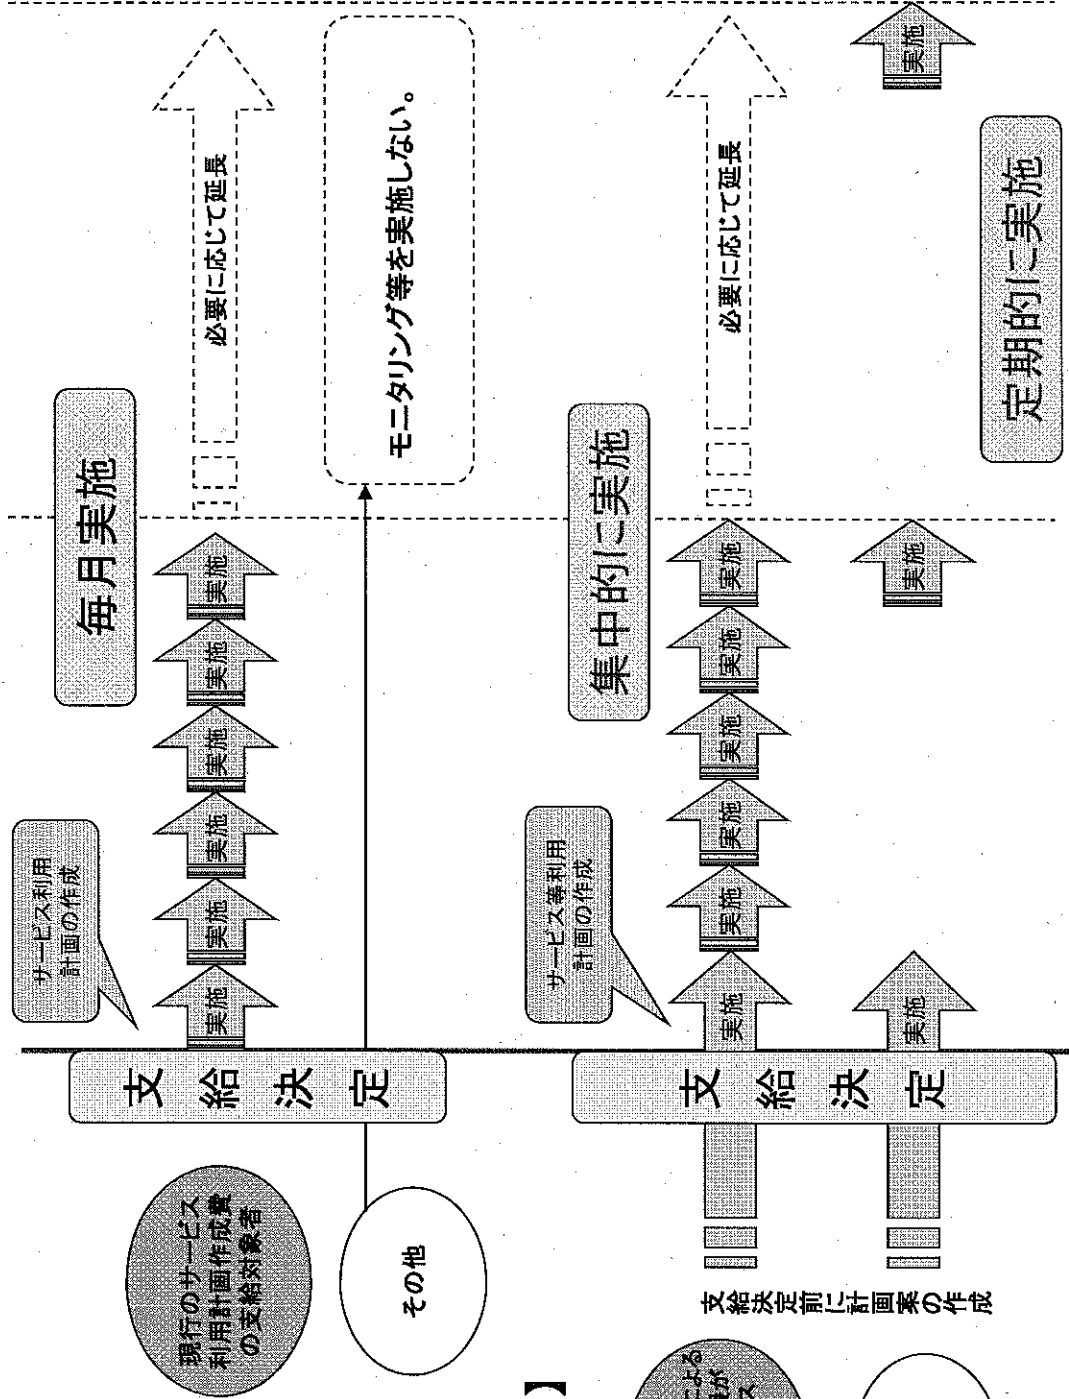 毎月実施
サービス利用
計画の作成
現行のサービス
利用計画作成費
の支給対象者
支給決定
実施
実施
実施
実施
実施
実施
必要に応じて延長
その他
モニタリング等を実施しない。
】
集中的に実施
サービス等利用
計画の作成
による
が
ス
支給決定前に計画案の作成
支給決定
実施
実施
実施
実施
実施
実施
必要に応じて延長
実施
実施
実施
定期的に実施